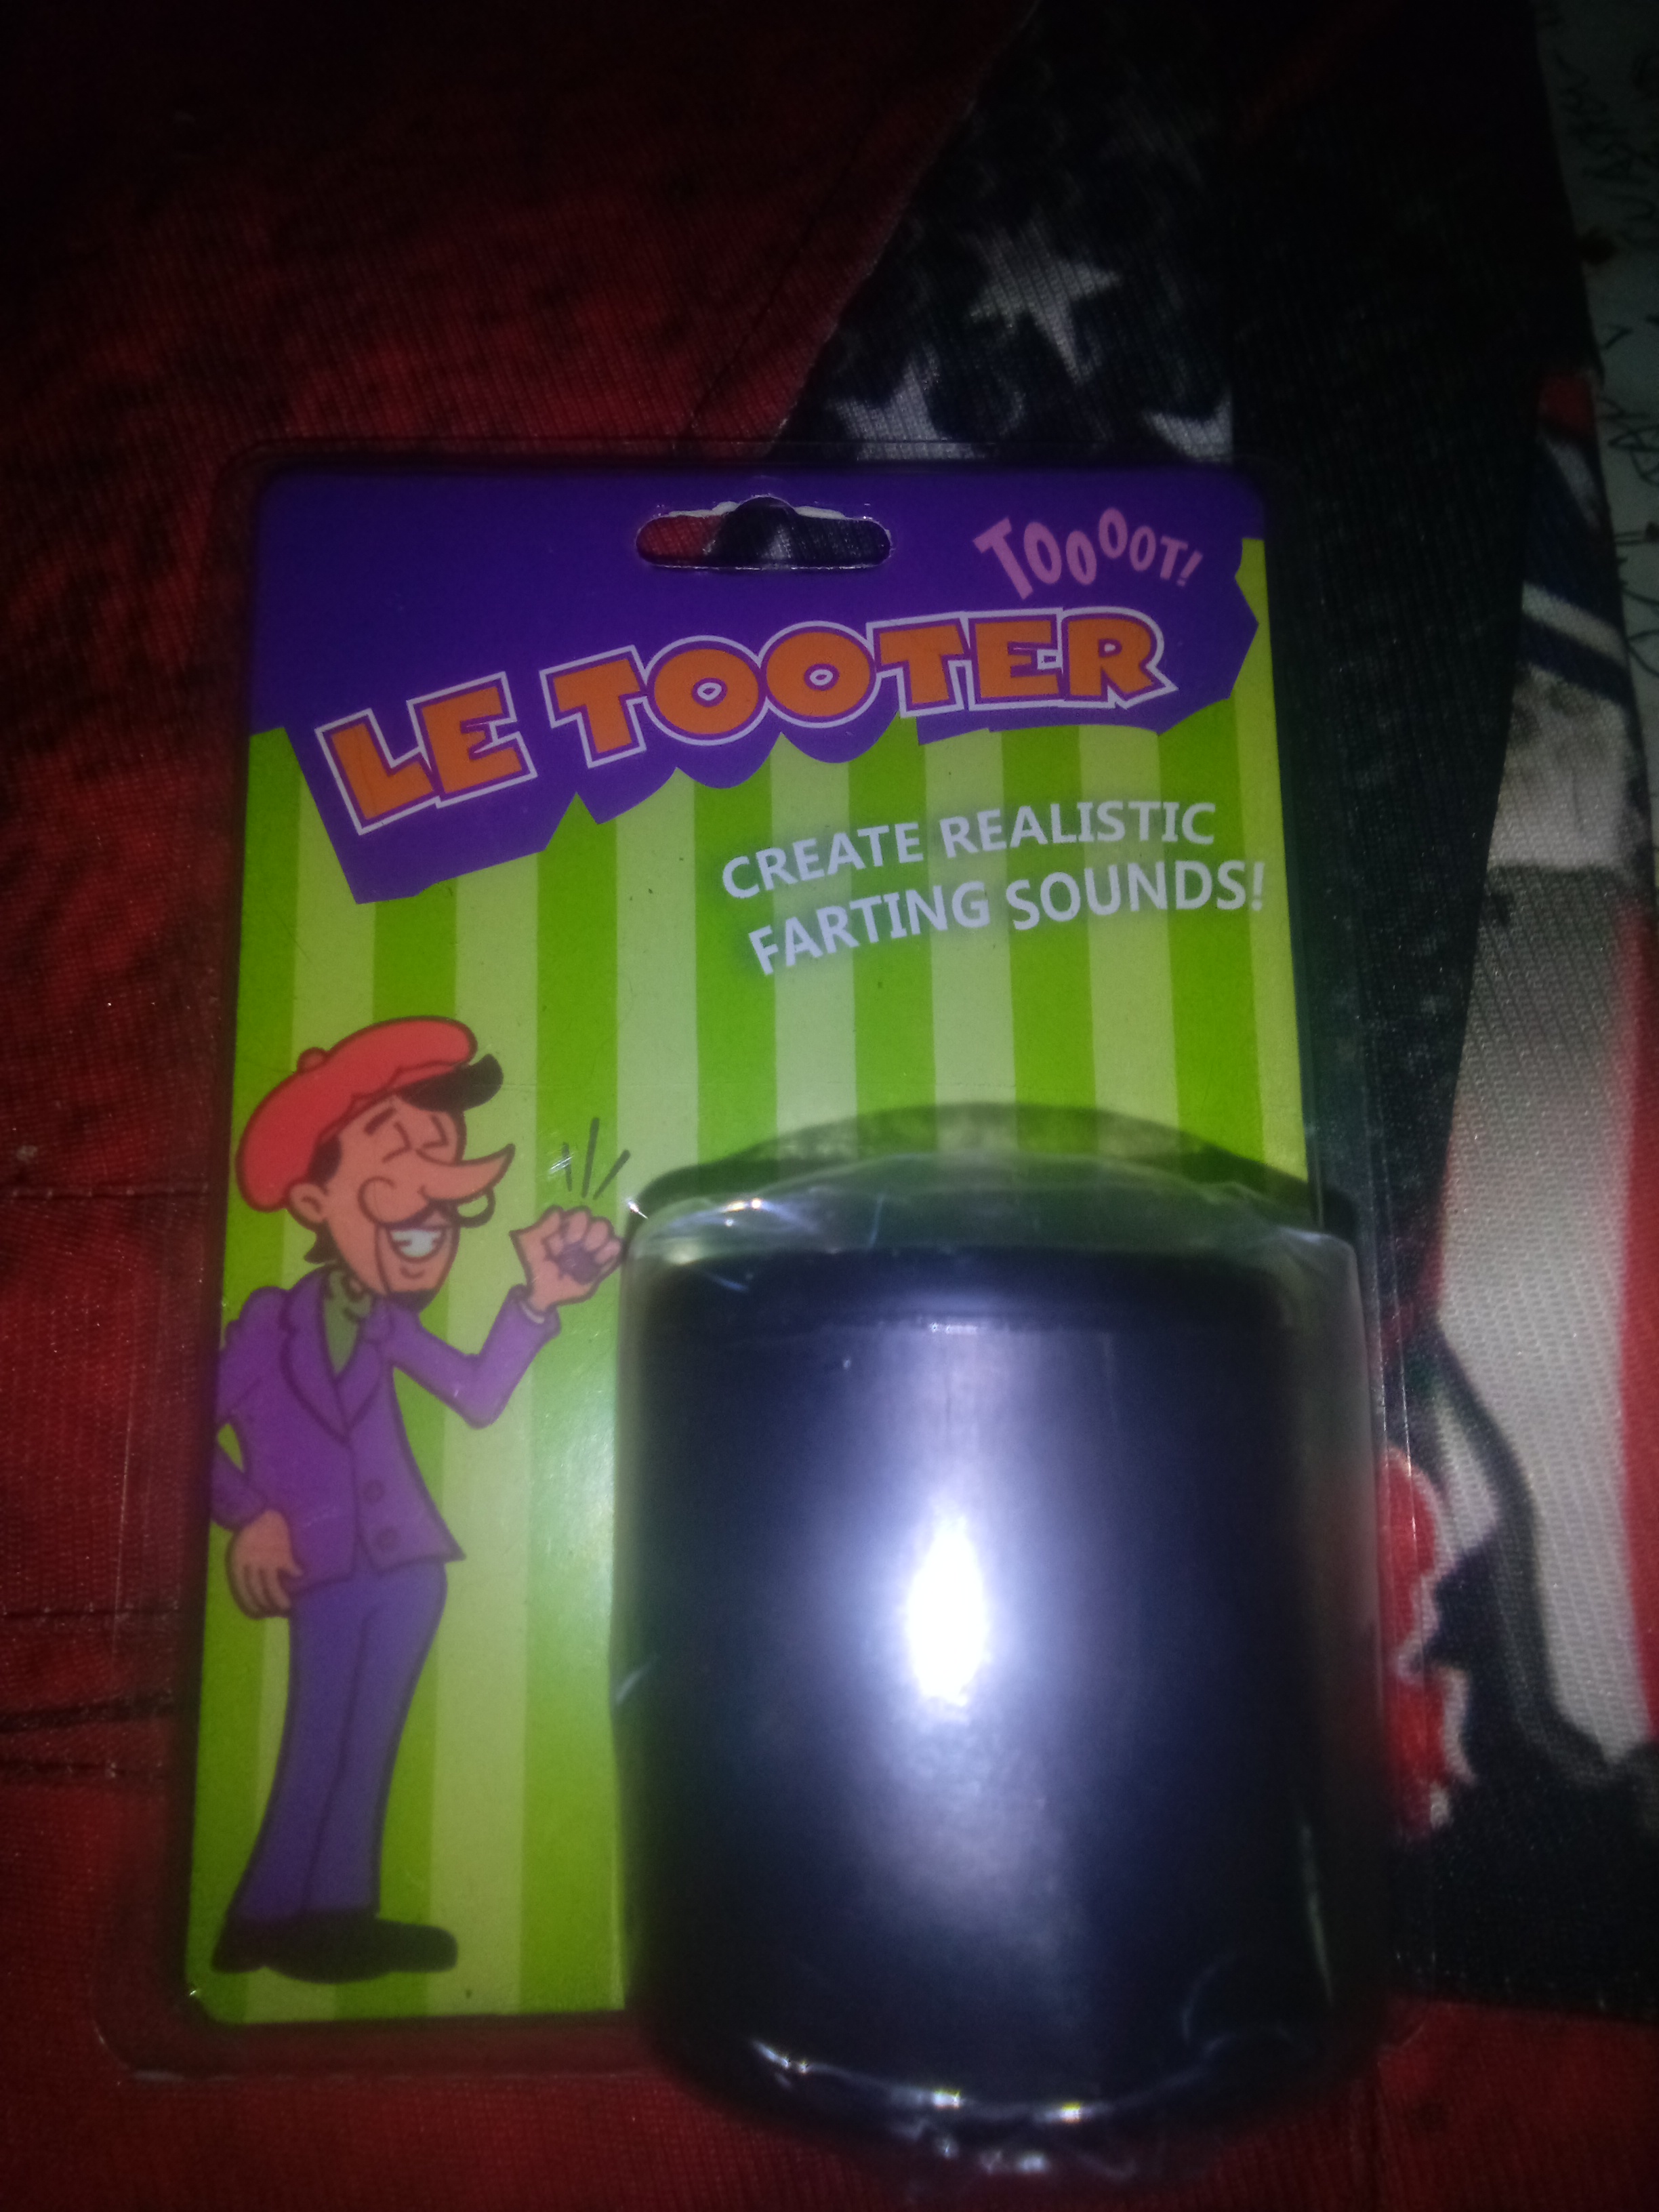 TOOOOT!
LE TOOTER
CREATE REALISTIC
FARTING SOUNDS!